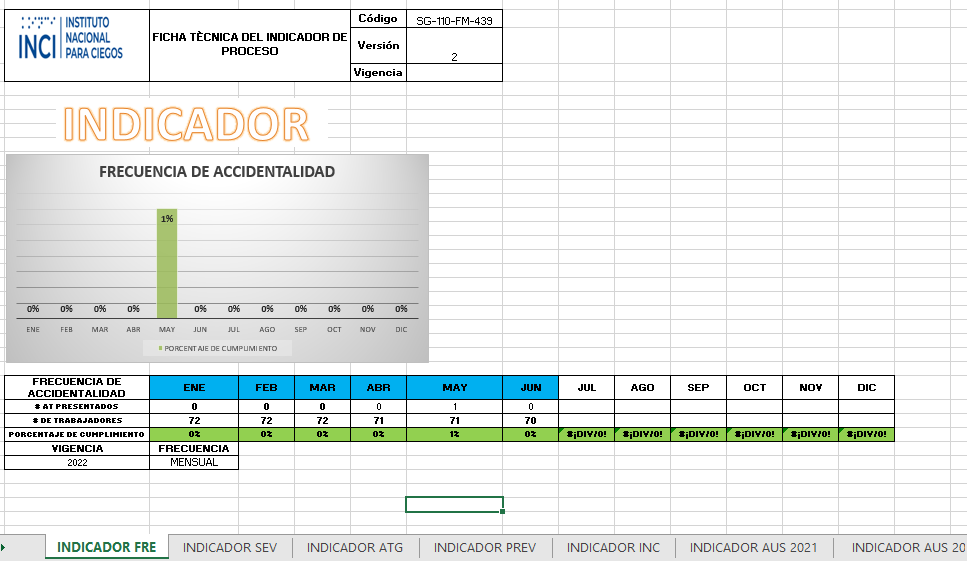 INCI
INSTITUTO
NACIONAL
PARA CIEGOS
FICHA TÈCNICA DEL INDICADOR DE
PROCESO
Código SG-110-FM-439
Versión 2
Vigencia
INDICADOR
FRECUENCIA DE ACCIDENTALIDAD
1%
0% 0% 0% 0% 0% 0% 0% 0% 0% 0% 0%
ENE FEB MAR ABR MAY JUN JUL AGO SEP OCT NOV DIC
PORCENTAJE DE CUMPLIMIENTO
FRECUENCIA DE
ACCIDENTALIDAD
ENE FEB MAR ABR MAY JUN JUL AGO SEP OCT NOV DIC
# AT PRESENTADOS 0 0 0 0 1 0
# DE TRABAJADORES 72 72 72 71 71 70
PORCENTAJE DE CUMPLIMIENTO 0% 0% 0% 0% 1% 0% #¡DIV/0! #¡DIV/0! #¡DIV/0! #¡DIV/0! #¡DIV/0! #¡DIV/0!
VIGENCIA FRECUENCIA
2022 MENSUAL
INDICADOR FRE INDICADOR SEV INDICADOR ATG INDICADOR PREV INDICADOR INC INDICADOR AUS 2021 INDICADOR AUS 20